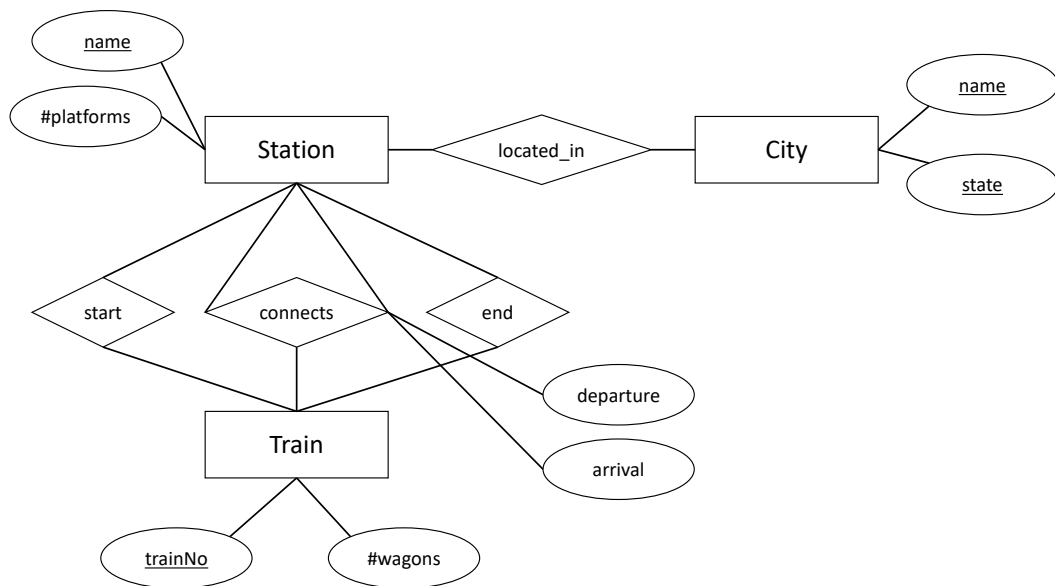 name
#platforms
Station
located_in
City
name
state
start
connects
end
departure
arrival
Train
trainNo
#wagons